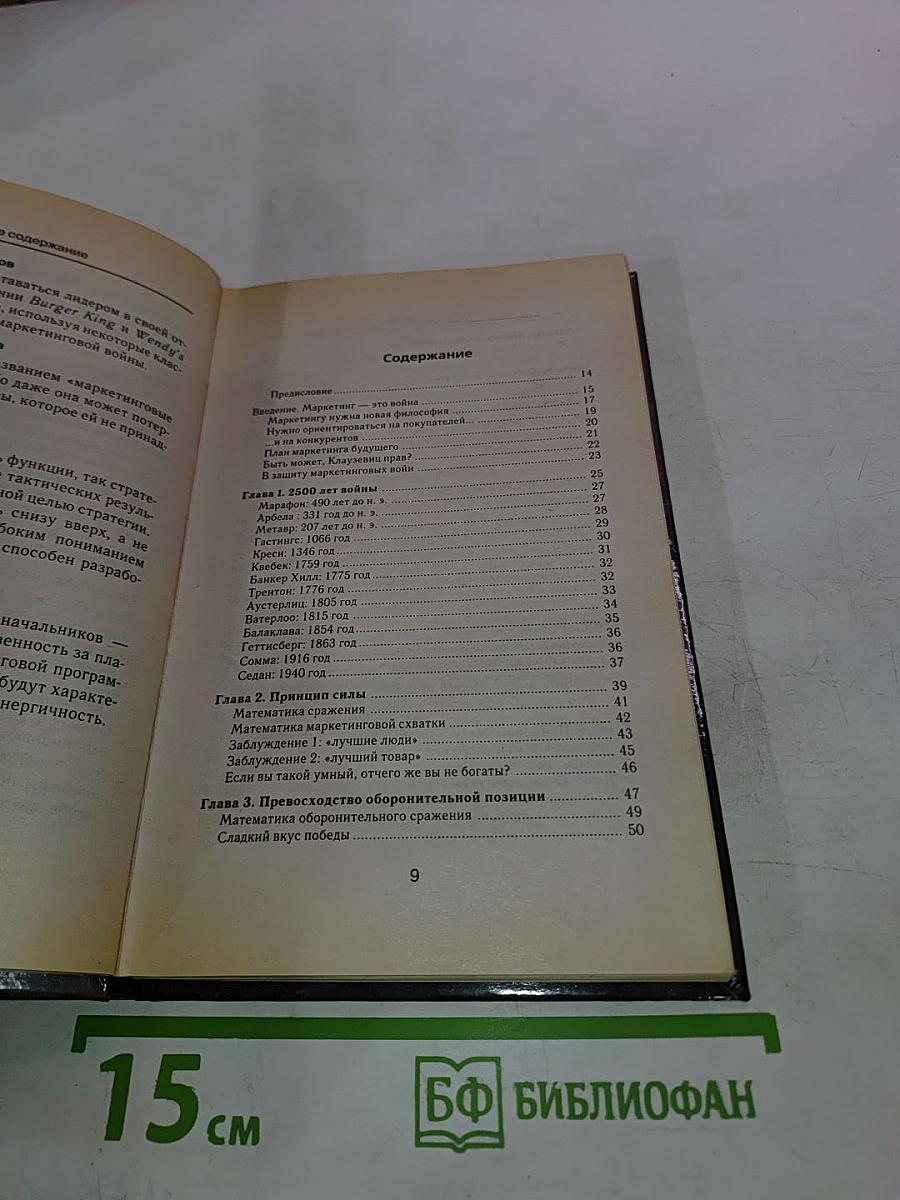 е содержание
ов
таваться лидером в своей от-
нии Burger King и Wendy's
, используя некоторые клас-
маркетинговой войны.
а
званием «маркетинговые
о даже она может потер-
ы, которое ей не принад-
ь функции, так страте-
е тактических резуль-
ной целью стратегии.
ь снизу вверх, а не
боким пониманием
способен разрабо-
начальников —
венность за пла-
говой програм-
будут характе-
нергичность.
Содержание
Предисловие 14
Введение. Маркетинг — это война 15
Маркетингу нужна новая философия 17
Нужно ориентироваться на покупателей... 19
...и на конкурентов 20
План маркетинга будущего 21
Быть может, Клаузевиц прав? 22
В защиту маркетинговых войн 23
Глава 1. 2500 лет войны 25
Марафон: 490 лет до н. э. 27
Арбела : 331 год до н. э. 27
Метавр: 207 лет до н. э. 28
Гастингс: 1066 год 29
Креси: 1346 год 30
Квебек: 1759 год 31
Банкер Хилл: 1775 год 32
Трентон: 1776 год 32
Аустерлиц: 1805 год 33
Ватерлоо: 1815 год 34
Балаклава: 1854 год 35
Геттисберг: 1863 год 36
Сомма: 1916 год 36
Седан: 1940 год 37
Глава 2. Принцип силы 39
Математика сражения 41
Математика маркетинговой схватки 42
Заблуждение 1: «лучшие люди» 43
Заблуждение 2: «лучший товар» 45
Если вы такой умный, отчего же вы не богаты? 46
Глава 3. Превосходство оборонительной позиции 47
Математика оборонительного сражения 49
Сладкий вкус победы 50
9
15 см
БФ БИБЛИОФАН